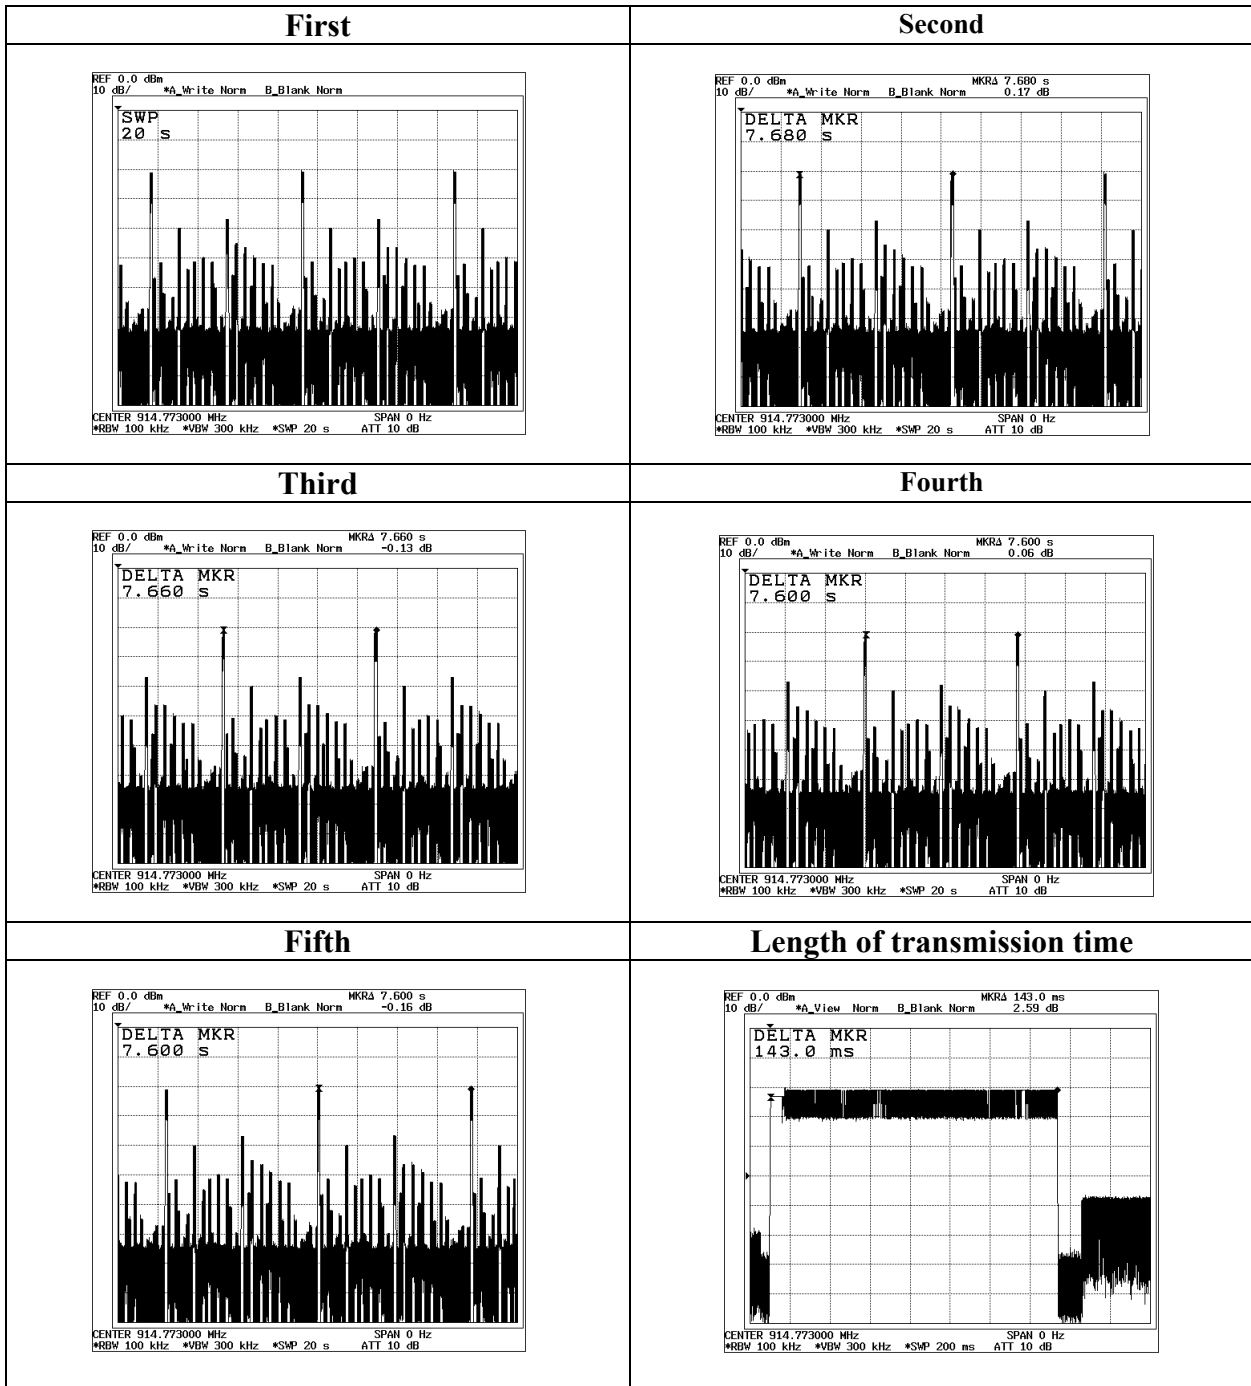 First
Second
REF 0.0 dBm
10 dB/ *A_Write Norm B_Blank Norm
SWP
20 s
CENTER 914.773000 MHz SPAN 0 Hz
*RBW 100 kHz *VBW 300 kHz *SWP 20 s ATT 10 dB
REF 0.0 dBm MKRΔ 7.680 s
10 dB/ *A_Write Norm B_Blank Norm 0.17 dB
DELTA MKR
7.680 s
CENTER 914.773000 MHz SPAN 0 Hz
*RBW 100 kHz *VBW 300 kHz *SWP 20 s ATT 10 dB
Third
Fourth
REF 0.0 dBm MKRΔ 7.660 s
10 dB/ *A_Write Norm B_Blank Norm -0.13 dB
DELTA MKR
7.660 s
CENTER 914.773000 MHz SPAN 0 Hz
*RBW 100 kHz *VBW 300 kHz *SWP 20 s ATT 10 dB
REF 0.0 dBm MKRΔ 7.600 s
10 dB/ *A_Write Norm B_Blank Norm 0.06 dB
DELTA MKR
7.600 s
CENTER 914.773000 MHz SPAN 0 Hz
*RBW 100 kHz *VBW 300 kHz *SWP 20 s ATT 10 dB
Fifth
Length of transmission time
REF 0.0 dBm MKRΔ 7.600 s
10 dB/ *A_Write Norm B_Blank Norm -0.16 dB
DELTA MKR
7.600 s
CENTER 914.773000 MHz SPAN 0 Hz
*RBW 100 kHz *VBW 300 kHz *SWP 20 s ATT 10 dB
REF 0.0 dBm MKRΔ 143.0 ms
10 dB/ *A_View Norm B_Blank Norm 2.59 dB
DELTA MKR
143.0 ms
CENTER 914.773000 MHz SPAN 0 Hz
*RBW 100 kHz *VBW 300 kHz *SWP 200 ms ATT 10 dB